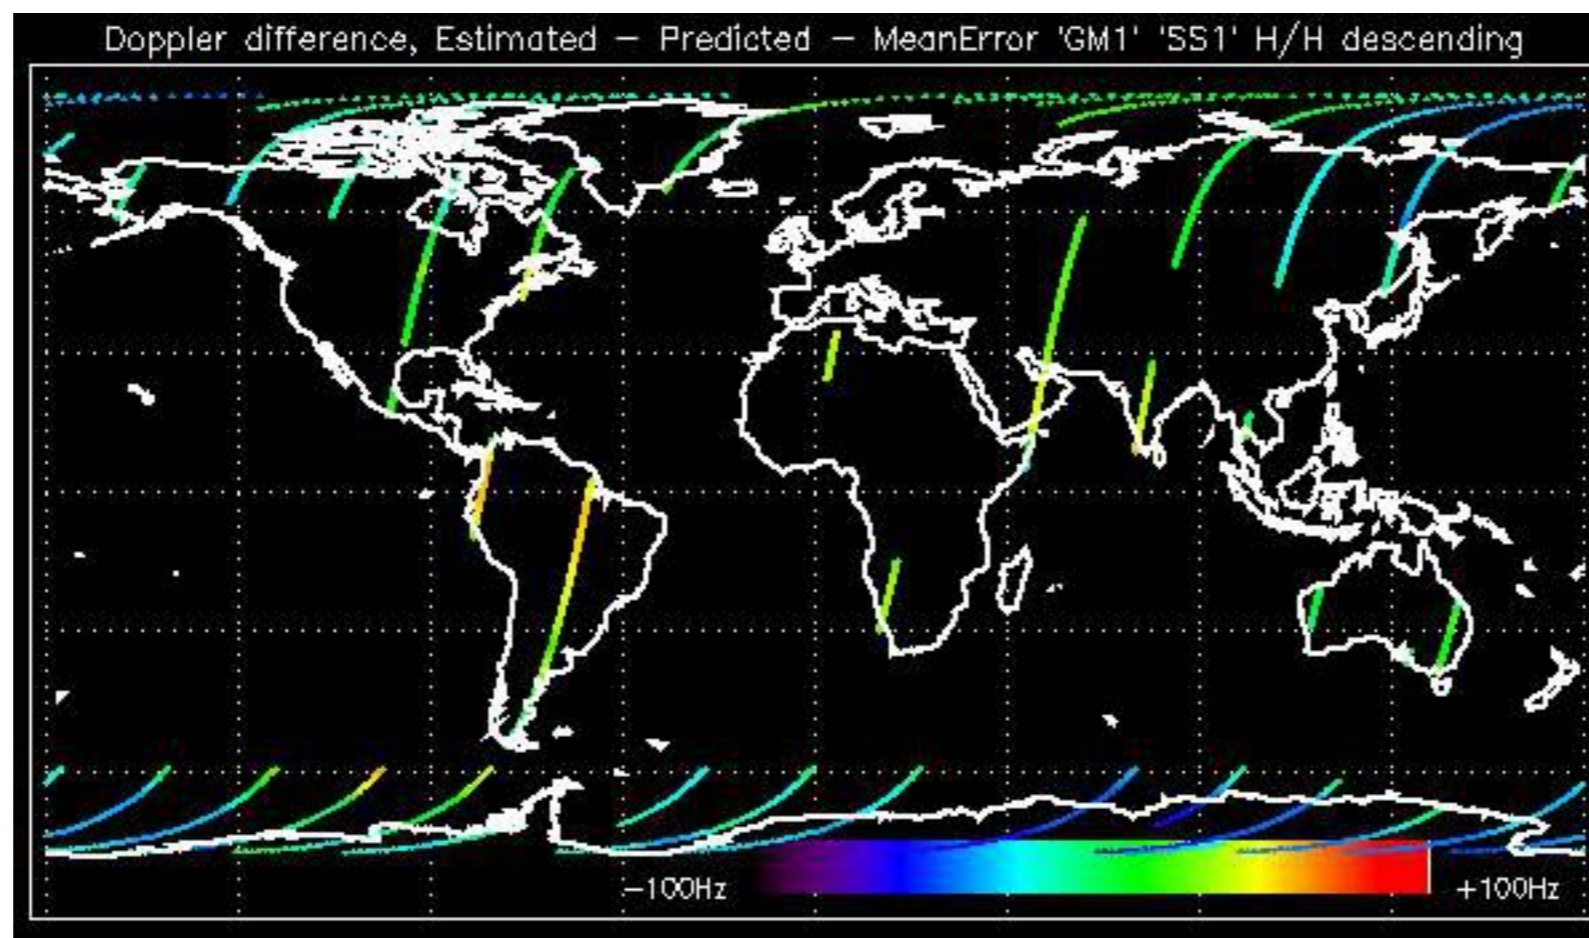 Doppler difference, Estimated – Predicted – MeanError 'GM1' 'SS1' H/H descending
–100Hz +100Hz